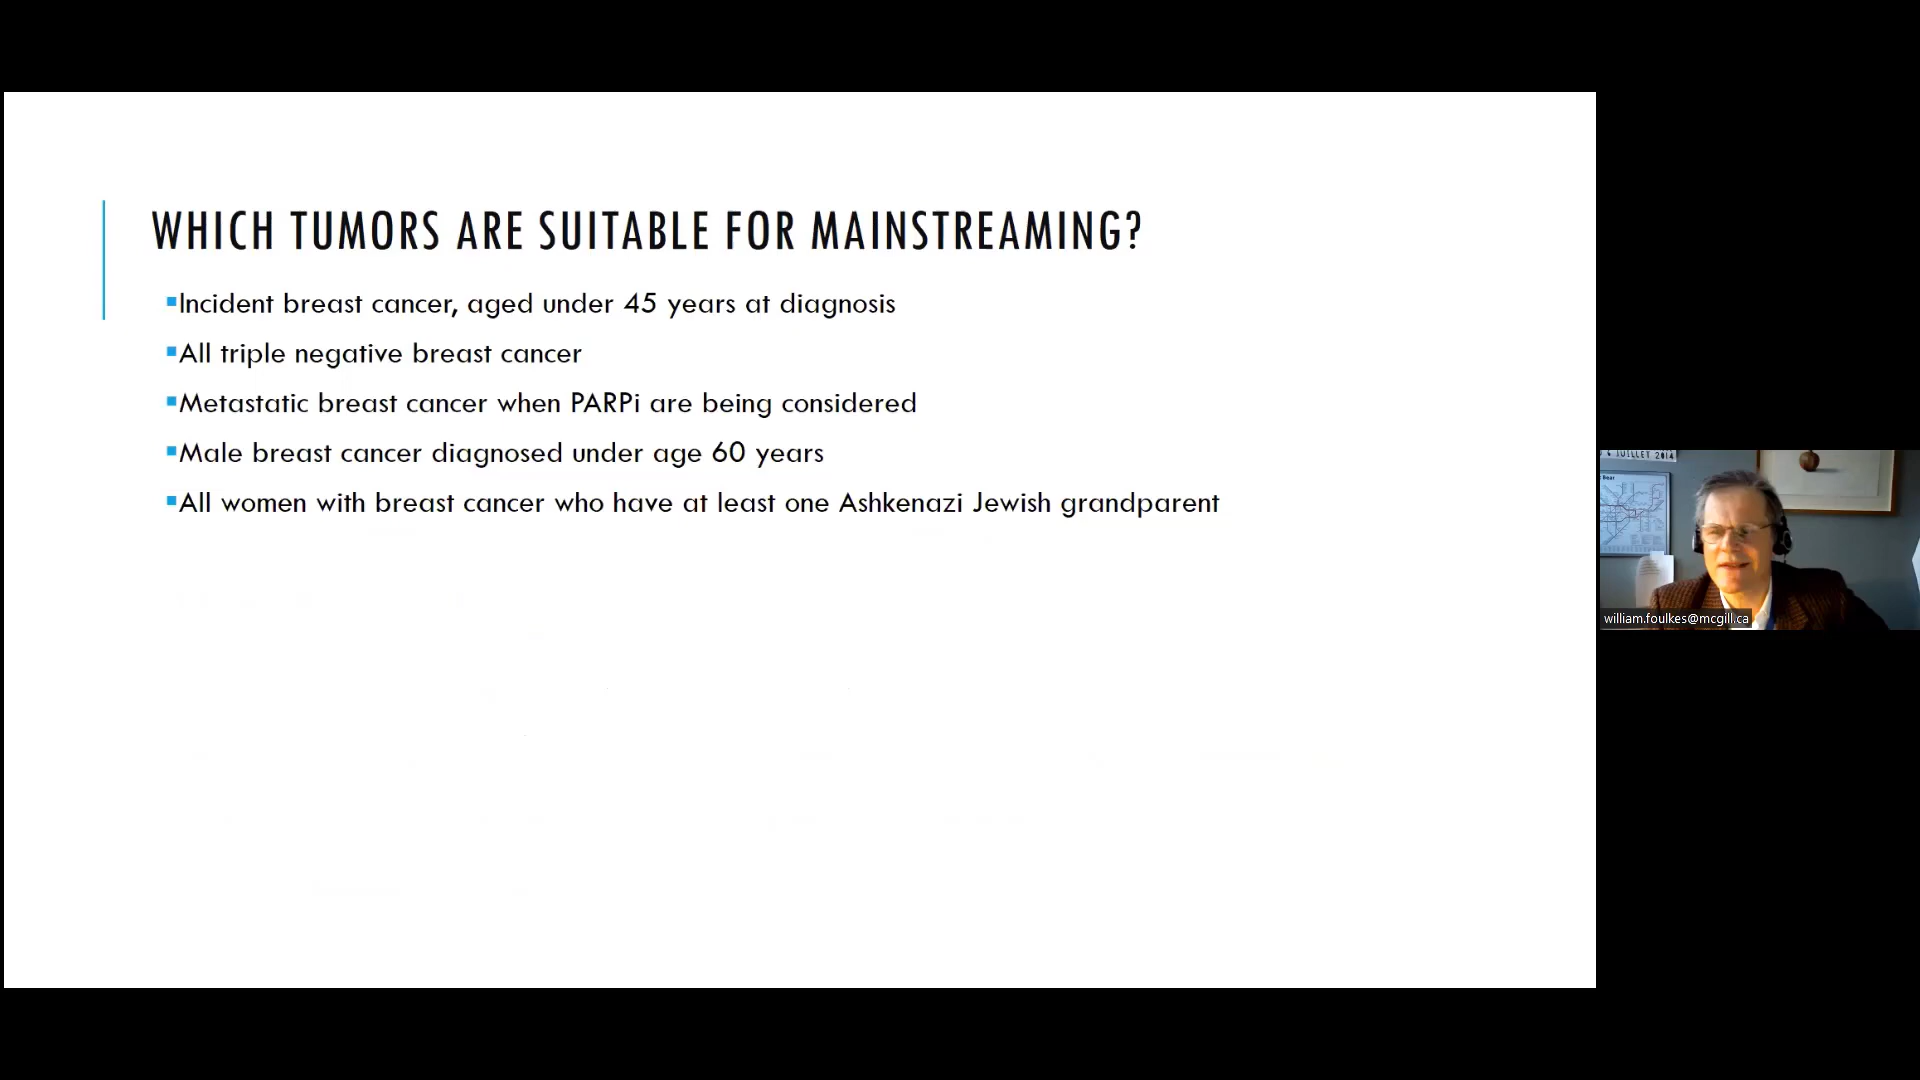 WHICH TUMORS ARE SUITABLE FOR MAINSTREAMING?
▪Incident breast cancer, aged under 45 years at diagnosis
▪All triple negative breast cancer
▪Metastatic breast cancer when PARPi are being considered
▪Male breast cancer diagnosed under age 60 years
▪All women with breast cancer who have at least one Ashkenazi Jewish grandparent
JUILLET 2014
william.foulkes@mcgill.ca